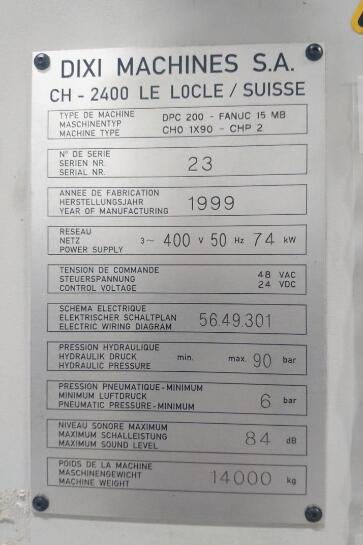 DIXI MACHINES S.A.
CH - 2400 LE LOCLE / SUISSE
TYPE DE MACHINE DPC 200 - FANUC 15 MB
MASCHINENTYP
MACHINE TYPE CHO 1X90 - CHP 2
N° DE SERIE
SERIEN NR. 23
SERIAL NR.
ANNEE DE FABRICATION
HERSTELLUNGSJAHR 1999
YEAR OF MANUFACTURING
RESEAU
NETZ 3~ 400 V 50 Hz 74 kW
POWER SUPPLY
TENSION DE COMMANDE 48 VAC
STEUERSPANNUNG
CONTROL VOLTAGE 24 VDC
SCHEMA ELECTRIQUE
ELEKTRISCHER SCHALTPLAN 56.49.301
ELECTRIC WIRING DIAGRAM
PRESSION HYDRAULIQUE
HYDRAULIK DRUCK min. max. 90 bar
HYDRAULIC PRESSURE
PRESSION PNEUMATIQUE - MINIMUM
MINIMUM LUFTDRUCK 6 bar
PNEUMATIC PRESSURE - MINIMUM
NIVEAU SONORE MAXIMUM
MAXIMUM SCHALLEISTUNG 84 dB
MAXIMUM SOUND LEVEL
POIDS DE LA MACHINE
MASCHINENGEWICHT 14000 kg
MACHINE WEIGHT